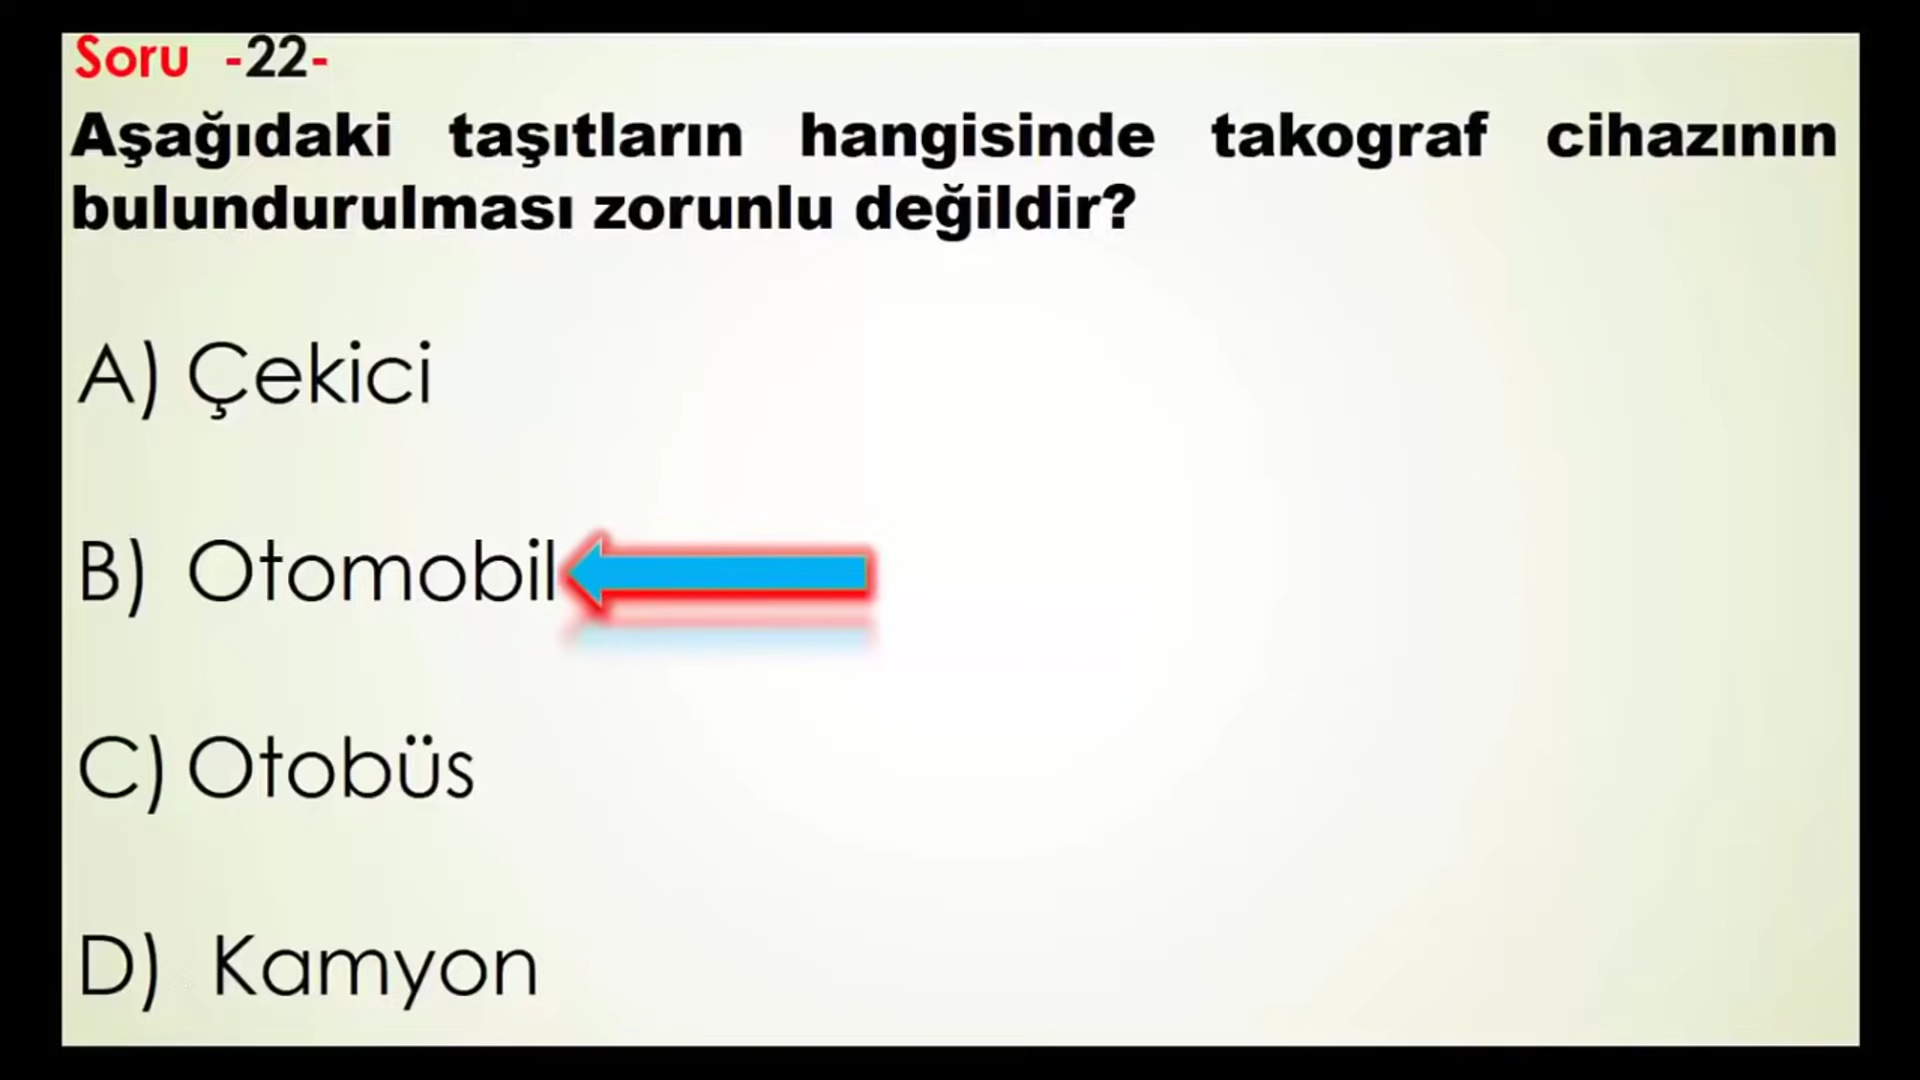 Soru -22-
Aşağıdaki taşıtların hangisinde takograf cihazının
bulundurulması zorunlu değildir?
A) Çekici
B) Otomobil
C) Otobüs
D) Kamyon